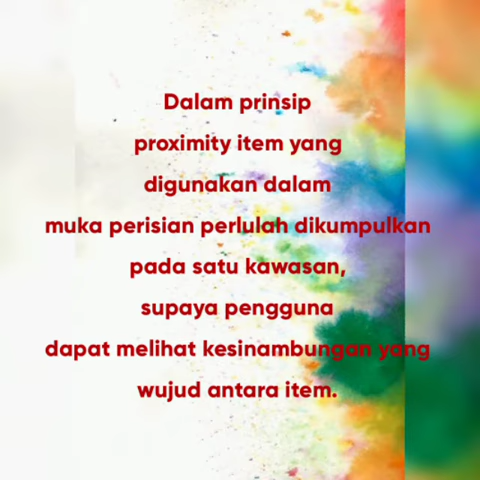 Dalam prinsip
proximity item yang
digunakan dalam
muka perisian perlulah dikumpulkan
pada satu kawasan,
supaya pengguna
dapat melihat kesinambungan yang
wujud antara item.